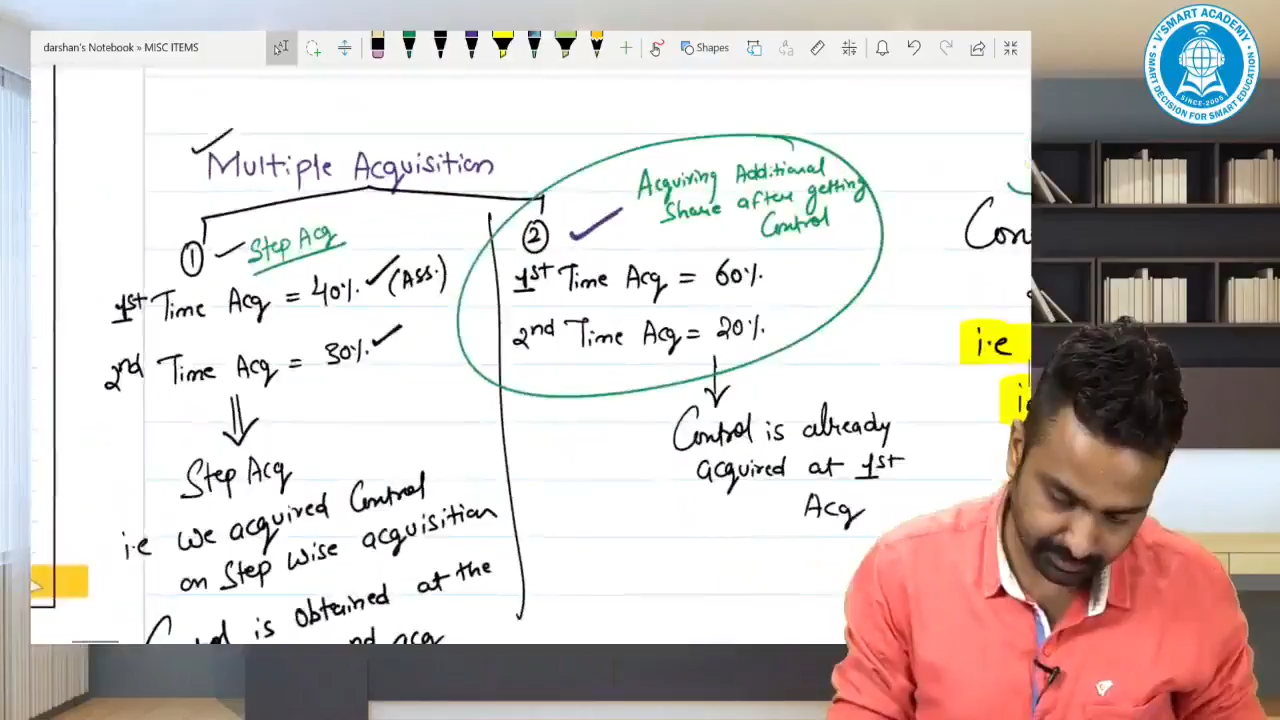 darshan's Notebook » MISC ITEMS
Shapes
V'SMART ACADEMY
SMART DECISION FOR SMART EDUCATION
SINCE-2005
Multiple Acquisition
① Step Acq
1st Time Acq = 40%. (Ass.)
2nd Time Acq = 30%.
Step Acq
i.e we acquired Control
on Step wise acquisition
is obtained at the
acq
②
Acquiring Additional
Share after getting
Control
1st Time Acq = 60%.
2nd Time Acq = 20%.
Control is already
acquired at 1st
Acq
Con
i.e